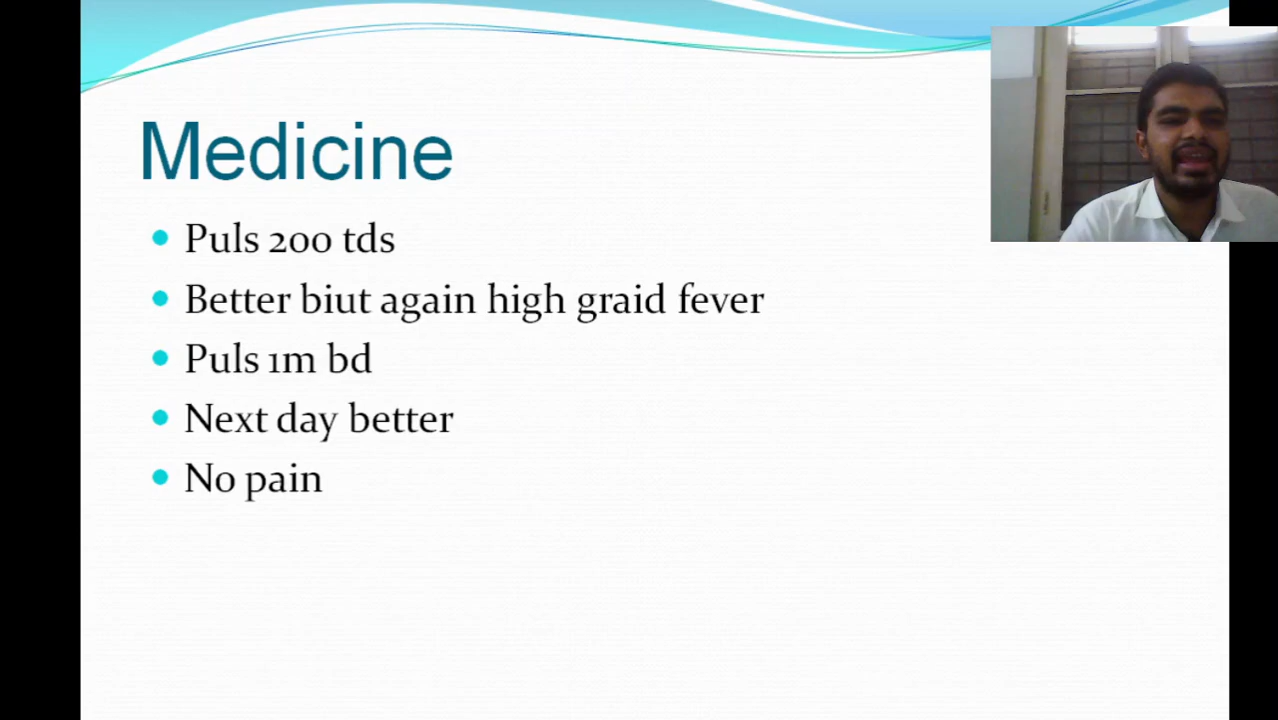 Medicine
Puls 200 tds
Better biut again high graid fever
Puls 1m bd
Next day better
No pain